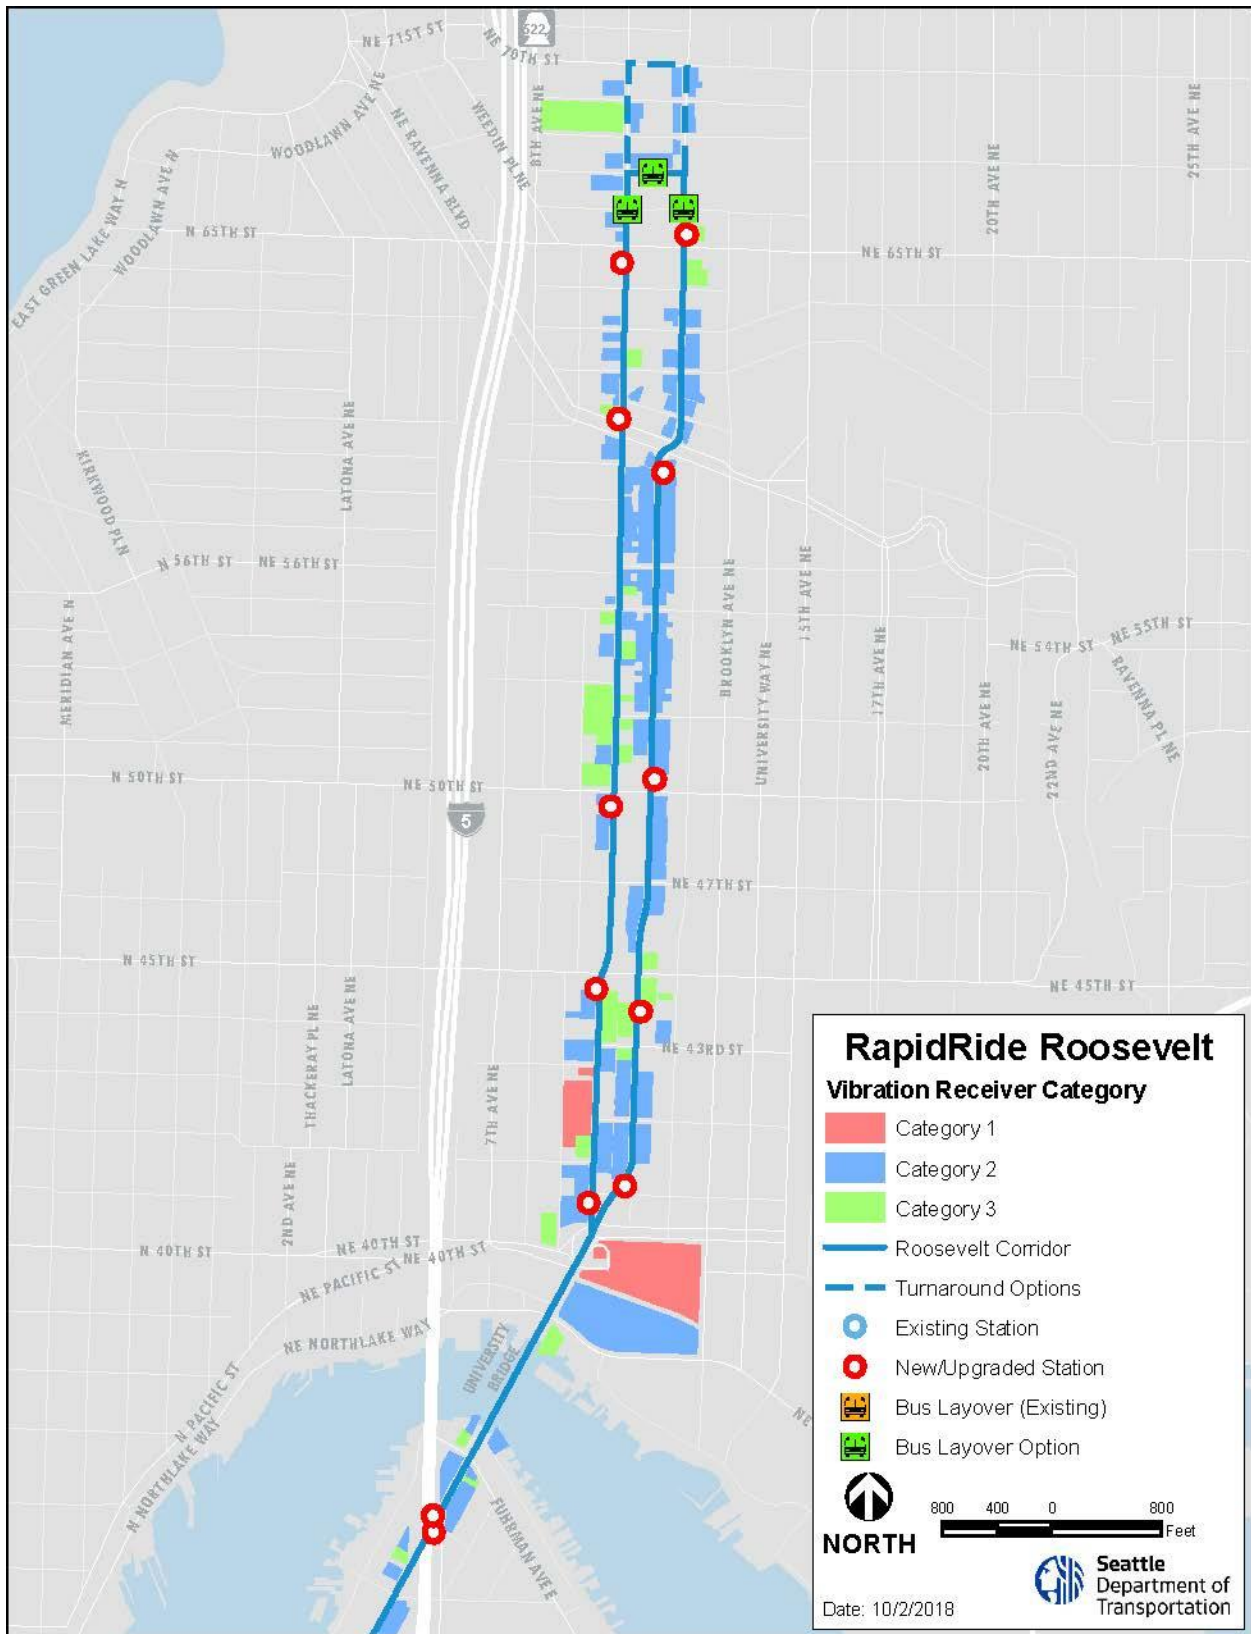 522
NE 71ST ST
NE 70TH ST
WOODLAWN AVE NE
NE RAVENNA BLVD
WEEDIN PL NE
8TH AVE NE
20TH AVE NE
25TH AVE NE
EAST GREEN LAKE WAY N
WOODLAWN AVE N
N 65TH ST
NE 65TH ST
LATONA AVE NE
KIRKWOOD PL N
N 56TH ST
NE 56TH ST
MERIDIAN AVE N
BROOKLYN AVE NE
UNIVERSITY WAY NE
15TH AVE NE
17TH AVE NE
20TH AVE NE
22ND AVE NE
NE 54TH ST
NE 55TH ST
RAVENNA PL NE
N 50TH ST
NE 50TH ST
5
NE 47TH ST
N 45TH ST
NE 45TH ST
THACKERAY PL NE
LATONA AVE NE
7TH AVE NE
NE 43RD ST
2ND AVE NE
N 40TH ST
NE 40TH ST
NE PACIFIC ST
NE 40TH ST
NE NORTHLAKE WAY
UNIVERSITY
BRIDGE
N PACIFIC ST
N NORTHLAKE WAY
FUHRMAN AVE E
NE
RapidRide Roosevelt
Vibration Receiver Category
Category 1
Category 2
Category 3
Roosevelt Corridor
Turnaround Options
Existing Station
New/Upgraded Station
Bus Layover (Existing)
Bus Layover Option
NORTH
800 400 0 800
Feet
Seattle
Department of
Transportation
Date: 10/2/2018